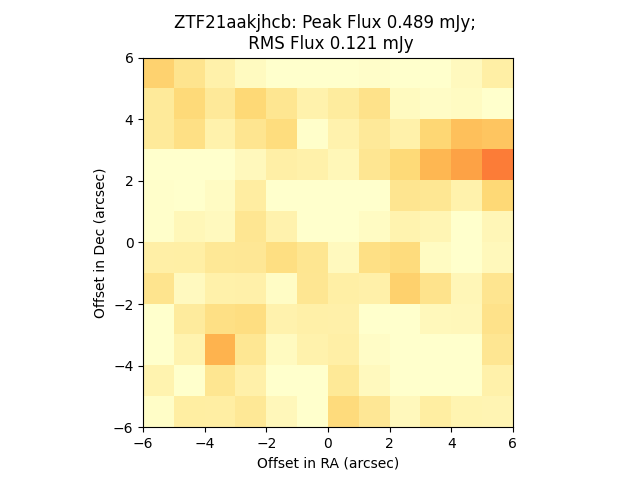 ZTF21aakjhcb: Peak Flux 0.489 mJy;
RMS Flux 0.121 mJy
6
4
2
0
−2
−4
−6
Offset in Dec (arcsec)
−6 −4 −2 0 2 4 6
Offset in RA (arcsec)